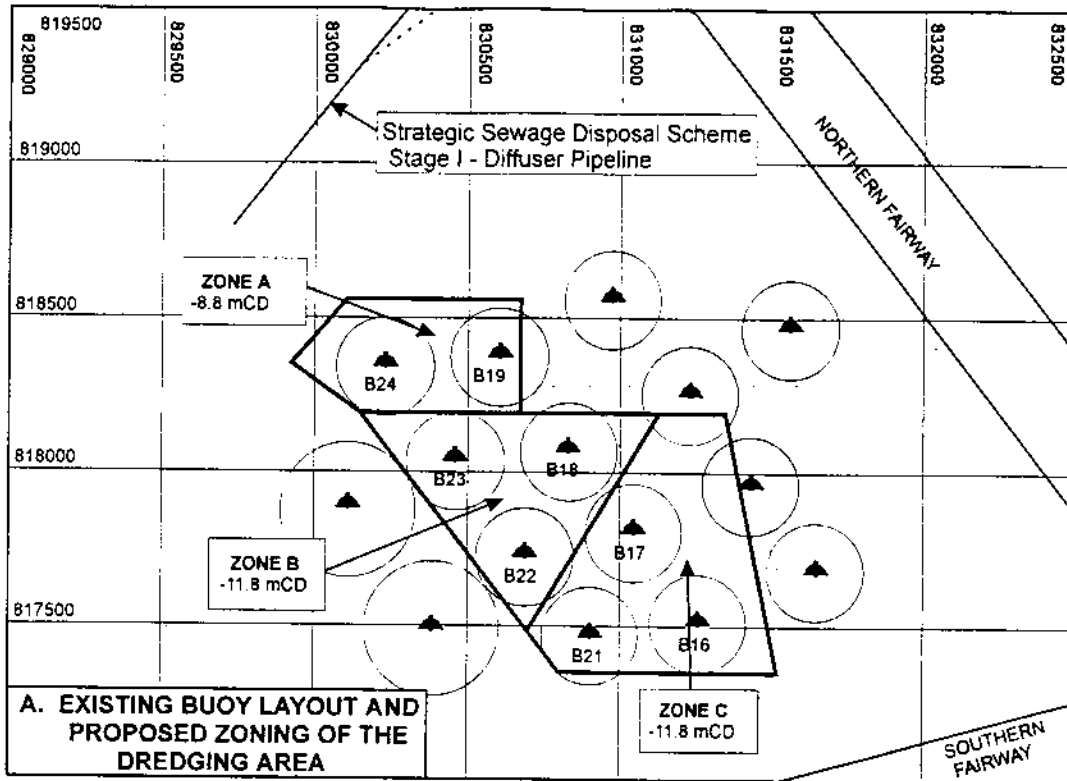 819500
829000
829500
830000
830500
831000
831500
832000
832500
Strategic Sewage Disposal Scheme
Stage I - Diffuser Pipeline
819000
NORTHERN FAIRWAY
ZONE A
-8.8 mCD
818500
B24
B19
818000
B23
B18
ZONE B
-11.8 mCD
B22
B17
817500
B21
B16
ZONE C
-11.8 mCD
A. EXISTING BUOY LAYOUT AND
PROPOSED ZONING OF THE
DREDGING AREA
SOUTHERN
FAIRWAY